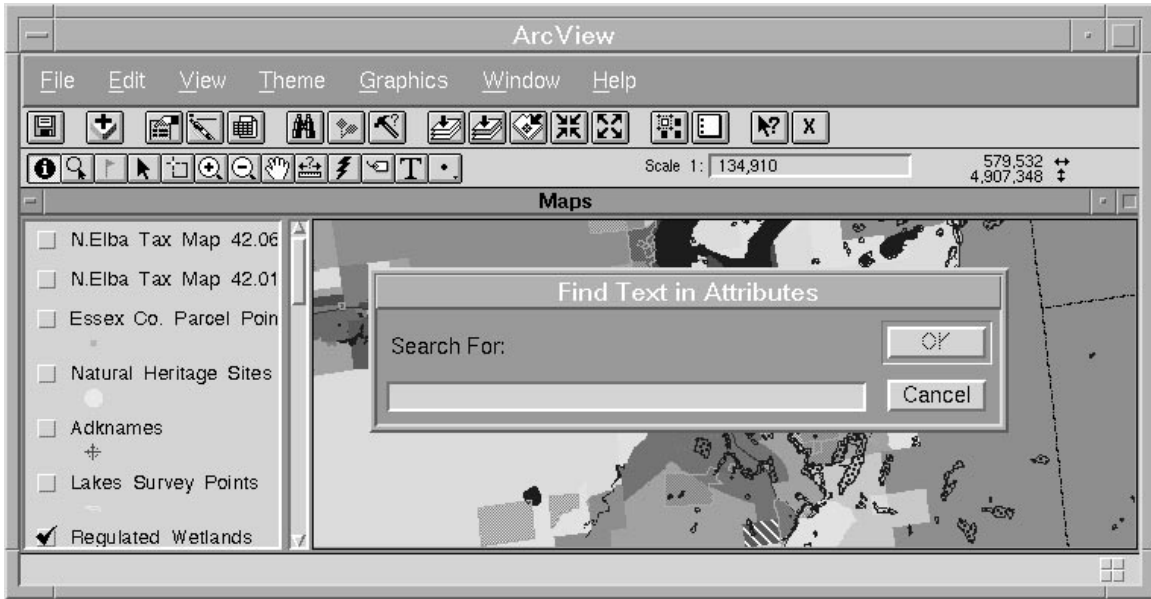 ArcView
File Edit View Theme Graphics Window Help
Scale 1: 134,910
579,532
4,907,348
Maps
N.Elba Tax Map 42.06
N.Elba Tax Map 42.01
Essex Co. Parcel Poin
Natural Heritage Sites
Adknames
Lakes Survey Points
Regulated Wetlands
Find Text in Attributes
Search For:
OK
Cancel